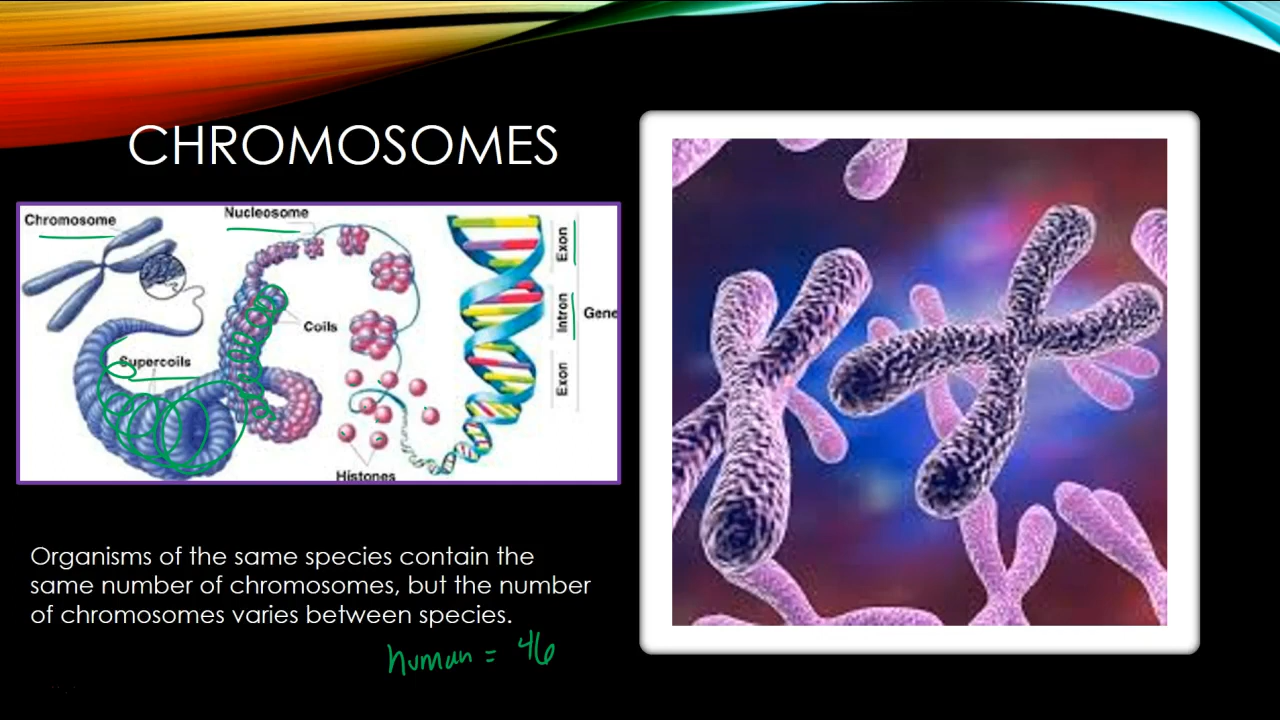 CHROMOSOMES
Chromosome
Nucleosome
Exon
Coils
Intron
Gene
Supercoils
Exon
Histones
Organisms of the same species contain the
same number of chromosomes, but the number
of chromosomes varies between species.
human = 46